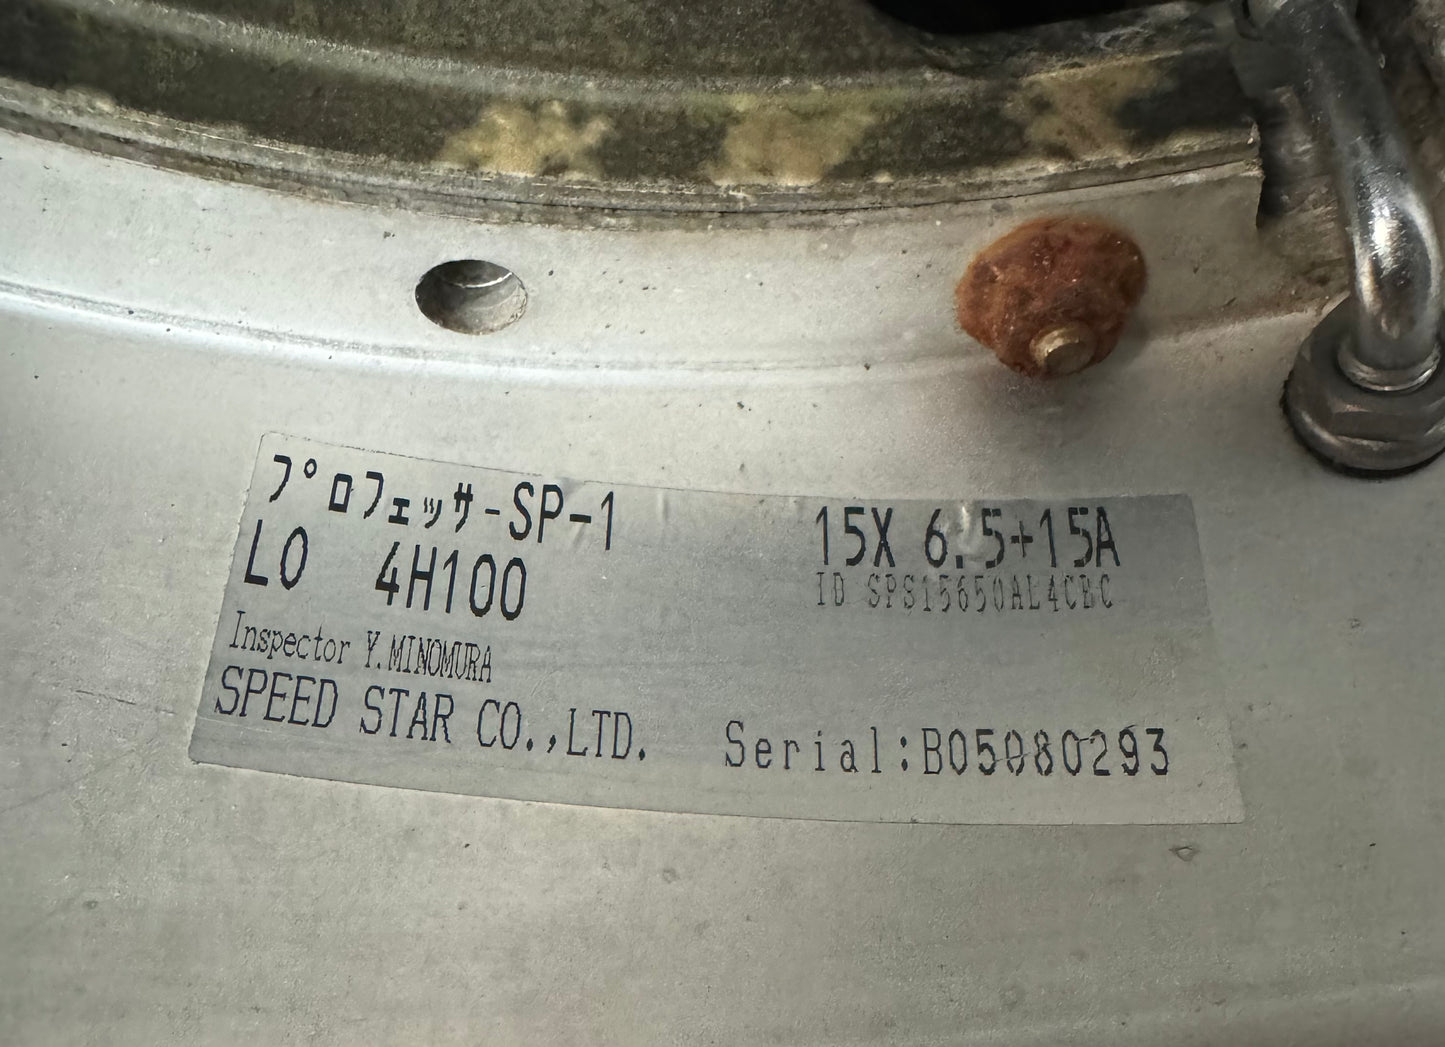 プロフェッサ-SP-1 15X 6.5+15A
LO 4H100 ID SPS15650AL4CBC
Inspector Y.MINOMURA
SPEED STAR CO.,LTD. Serial:B05080293